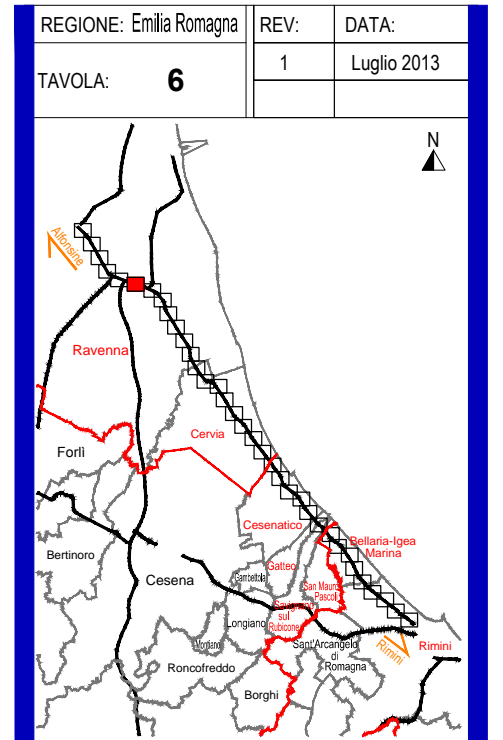 REGIONE: Emilia Romagna
REV:
DATA:
TAVOLA: 6
1
Luglio 2013
N
Alfonsine
Ravenna
Cervia
Forlì
Cesenatico
Bellaria-Igea
Marina
Bertinoro
Gatteo
Cesena
Gambettola
San Mauro
Pascoli
Savignano
sul
Rubicone
Longiano
Montiano
Sant'Arcangelo
di
Romagna
Rimini
Rimini
Roncofreddo
Borghi